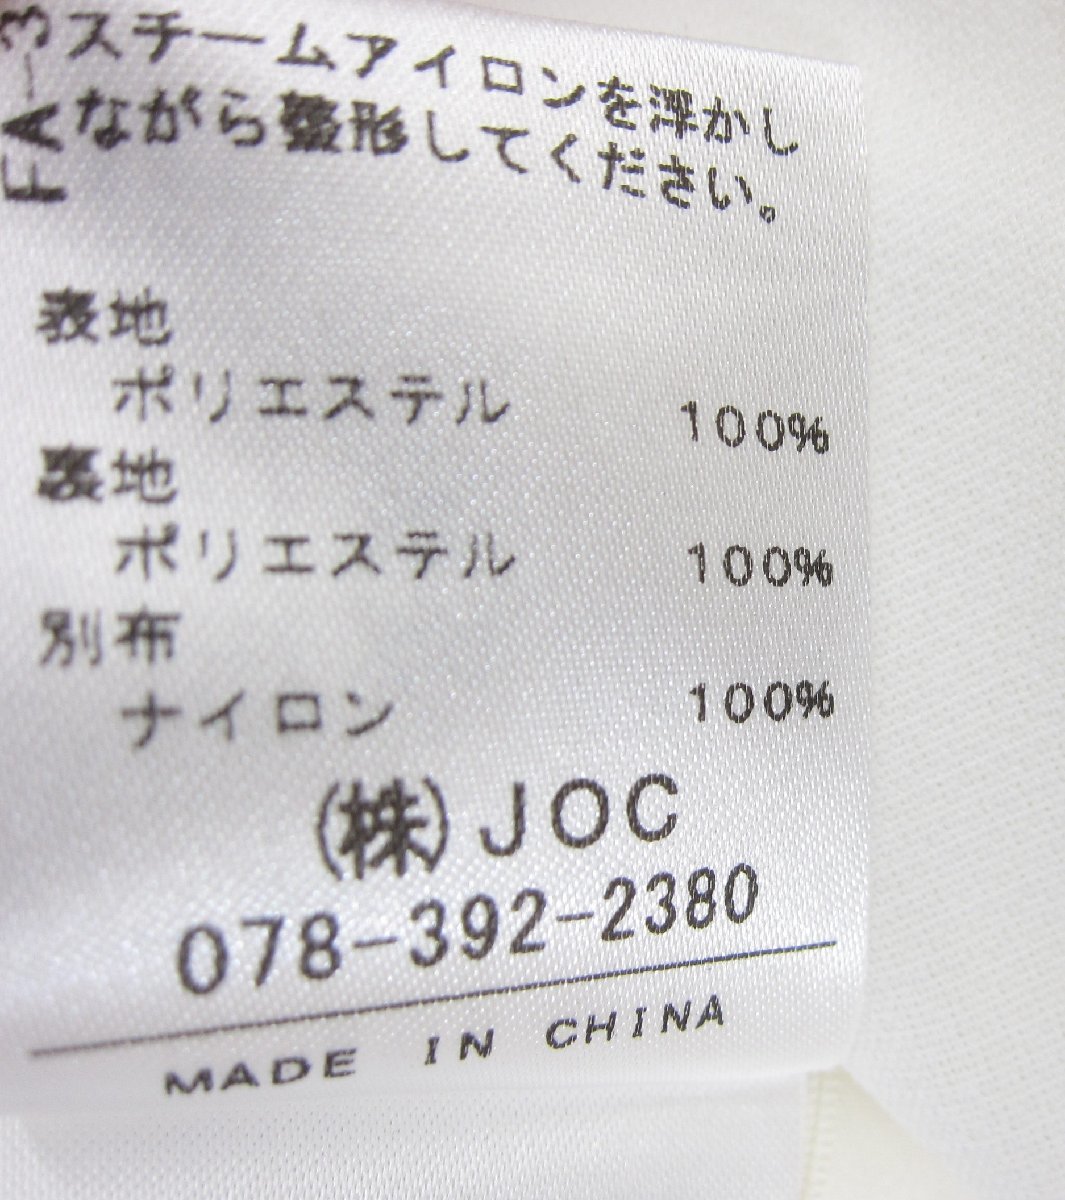 FA-3
スチームアイロンを浮かし
ながら整形してください。
表地
ポリエステル 100%
裏地
ポリエステル 100%
別布
ナイロン 100%
(株)JOC
078-392-2380
MADE IN CHINA